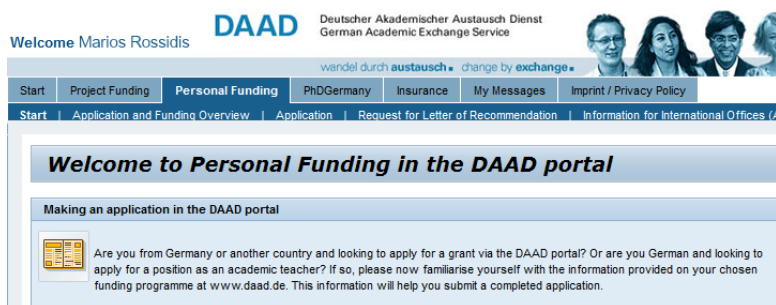 Welcome Marios Rossidis
DAAD
Deutscher Akademischer Austausch Dienst
German Academic Exchange Service
wandel durch austausch change by exchange
Start Project Funding Personal Funding PhDGermany Insurance My Messages Imprint / Privacy Policy
Start | Application and Funding Overview | Application | Request for Letter of Recommendation | Information for International Offices (
Welcome to Personal Funding in the DAAD portal
Making an application in the DAAD portal
Are you from Germany or another country and looking to apply for a grant via the DAAD portal? Or are you German and looking to
apply for a position as an academic teacher? If so, please now familiarise yourself with the information provided on your chosen
funding programme at www.daad.de. This information will help you submit a completed application.